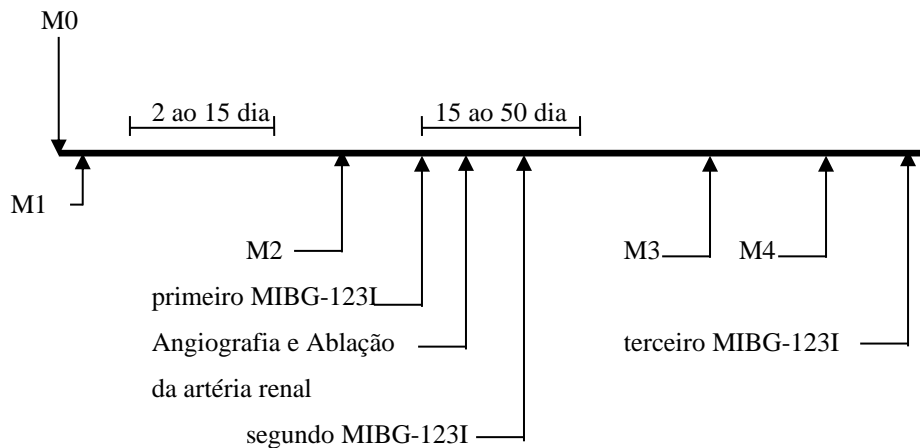 M0
2 ao 15 dia
15 ao 50 dia
M1
M2
M3
M4
primeiro MIBG-123I
Angiografia e Ablação
terceiro MIBG-123I
da artéria renal
segundo MIBG-123I